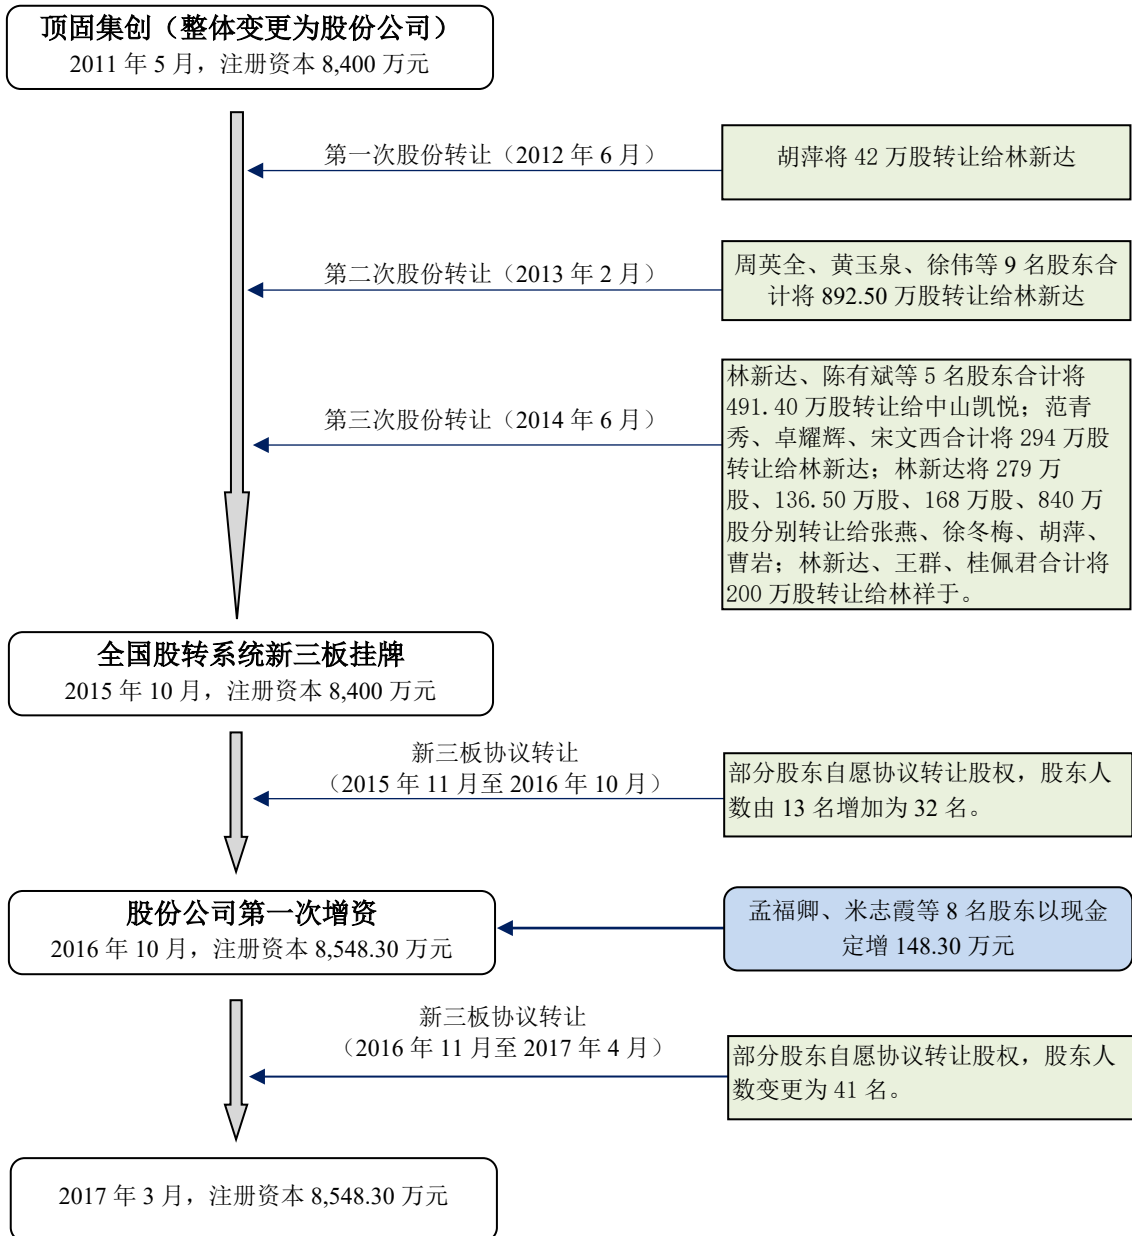 顶固集创（整体变更为股份公司）
2011 年 5 月，注册资本 8,400 万元
第一次股份转让（2012 年 6 月）
胡萍将 42 万股转让给林新达
第二次股份转让（2013 年 2 月）
周英全、黄玉泉、徐伟等 9 名股东合
计将 892.50 万股转让给林新达
第三次股份转让（2014 年 6 月）
林新达、陈有斌等 5 名股东合计将
491.40 万股转让给中山凯悦；范青
秀、卓耀辉、宋文西合计将 294 万股
转让给林新达；林新达将 279 万
股、136.50 万股、168 万股、840 万
股分别转让给张燕、徐冬梅、胡萍、
曹岩；林新达、王群、桂佩君合计将
200 万股转让给林祥于。
全国股转系统新三板挂牌
2015 年 10 月，注册资本 8,400 万元
新三板协议转让
（2015 年 11 月至 2016 年 10 月）
部分股东自愿协议转让股权，股东人
数由 13 名增加为 32 名。
股份公司第一次增资
2016 年 10 月，注册资本 8,548.30 万元
孟福卿、米志霞等 8 名股东以现金
定增 148.30 万元
新三板协议转让
（2016 年 11 月至 2017 年 4 月）
部分股东自愿协议转让股权，股东人
数变更为 41 名。
2017 年 3 月，注册资本 8,548.30 万元